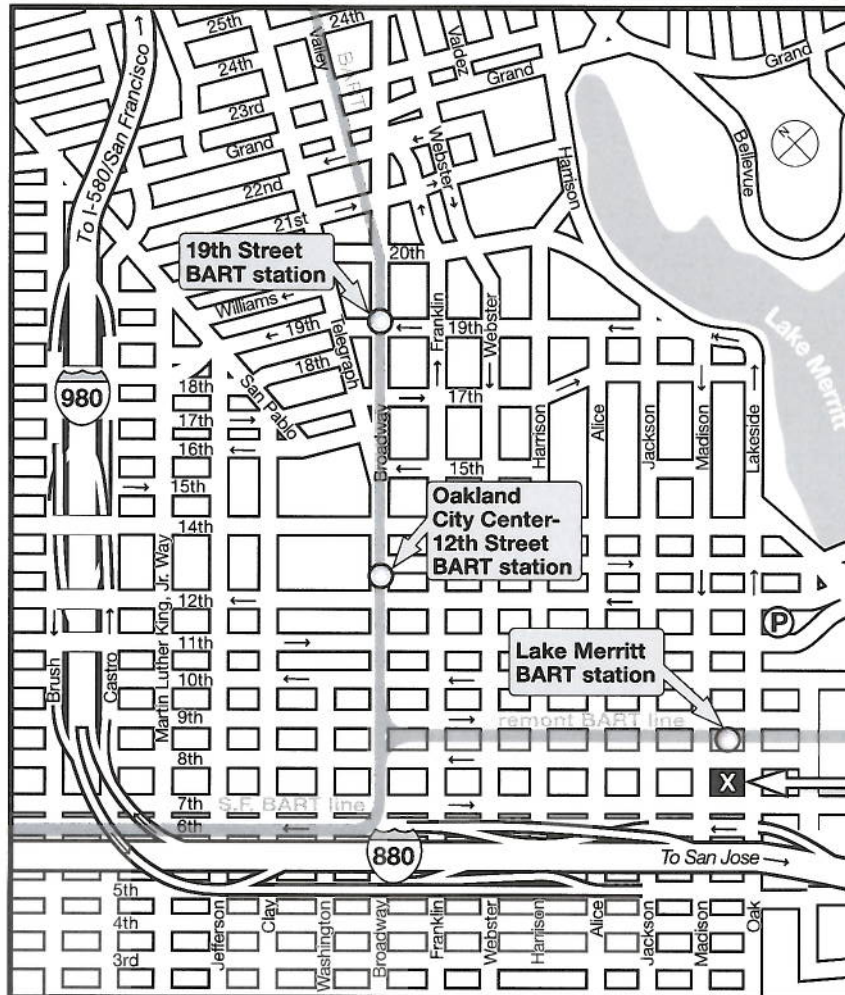 25th
24th
Valley
Valdez
24th
BART
Grand
Grand
To I-580/San Francisco
23rd
Grand
Webster
Bellevue
N
22nd
Harrison
21st
20th
19th Street
BART station
Williams
Telegraph
19th
Franklin
19th
Webster
Lake Merritt
18th
980
18th
San Pablo
17th
17th
Broadway
Harrison
Alice
Jackson
Madison
Lakeside
16th
15th
15th
Oakland
City Center-
12th Street
BART station
14th
Martin Luther King, Jr. Way
12th
P
11th
Lake Merritt
BART station
Brush
Castro
10th
9th
remont BART line
8th
X
7th
S.F. BART line
6th
880
To San Jose
5th
4th
3rd
Jefferson
Clay
Washington
Broadway
Franklin
Webster
Harrison
Alice
Jackson
Madison
Oak